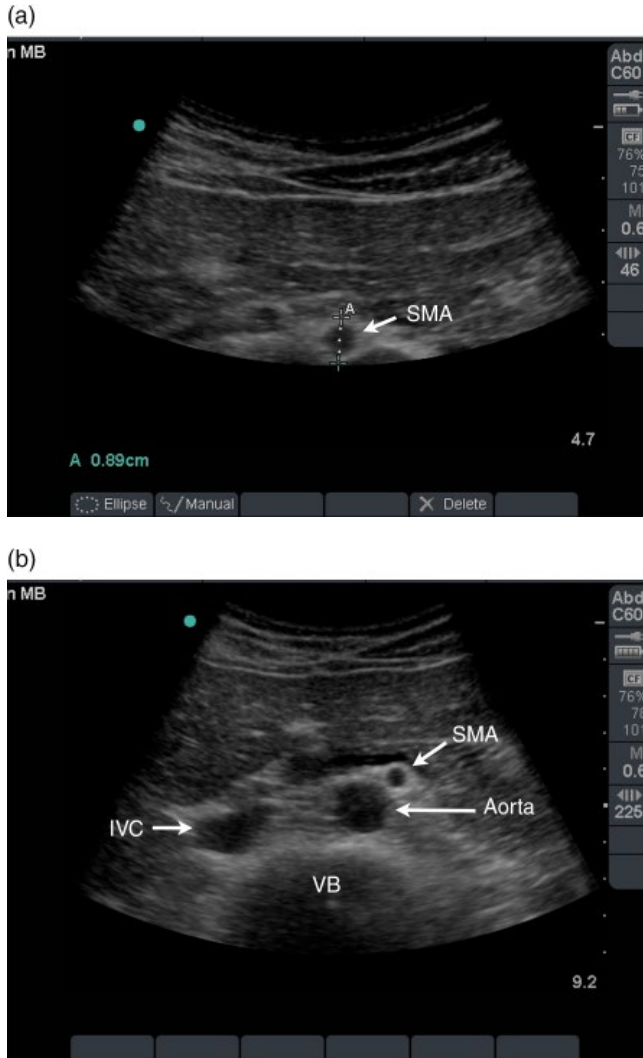 (a)
n MB
Abd
C60
CF
76%
75
101
M
0.6
46
A
SMA
4.7
A 0.89cm
Ellipse Manual Delete
(b)
n MB
Abd
C60
CF
76%
76
101
M
0.6
225
SMA
Aorta
IVC
VB
9.2